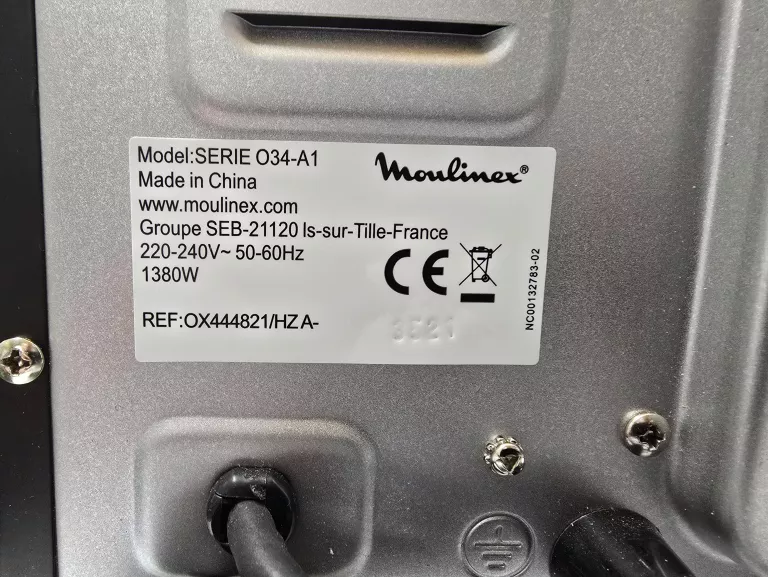 Model:SERIE O34-A1
Moulinex®
Made in China
www.moulinex.com
Groupe SEB-21120 Is-sur-Tille-France
220-240V~ 50-60Hz
1380W
CE
NC00132783-02
REF:OX444821/HZ A-
3521